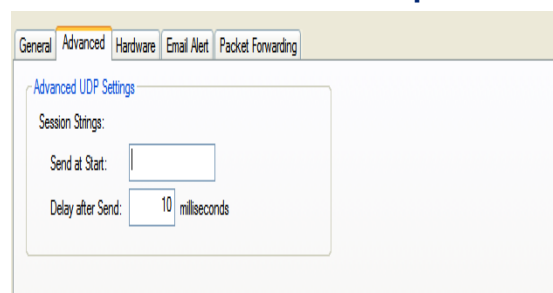 General Advanced Hardware Email Alert Packet Forwarding
Advanced UDP Settings
Session Strings:
Send at Start:
Delay after Send: 10 milliseconds